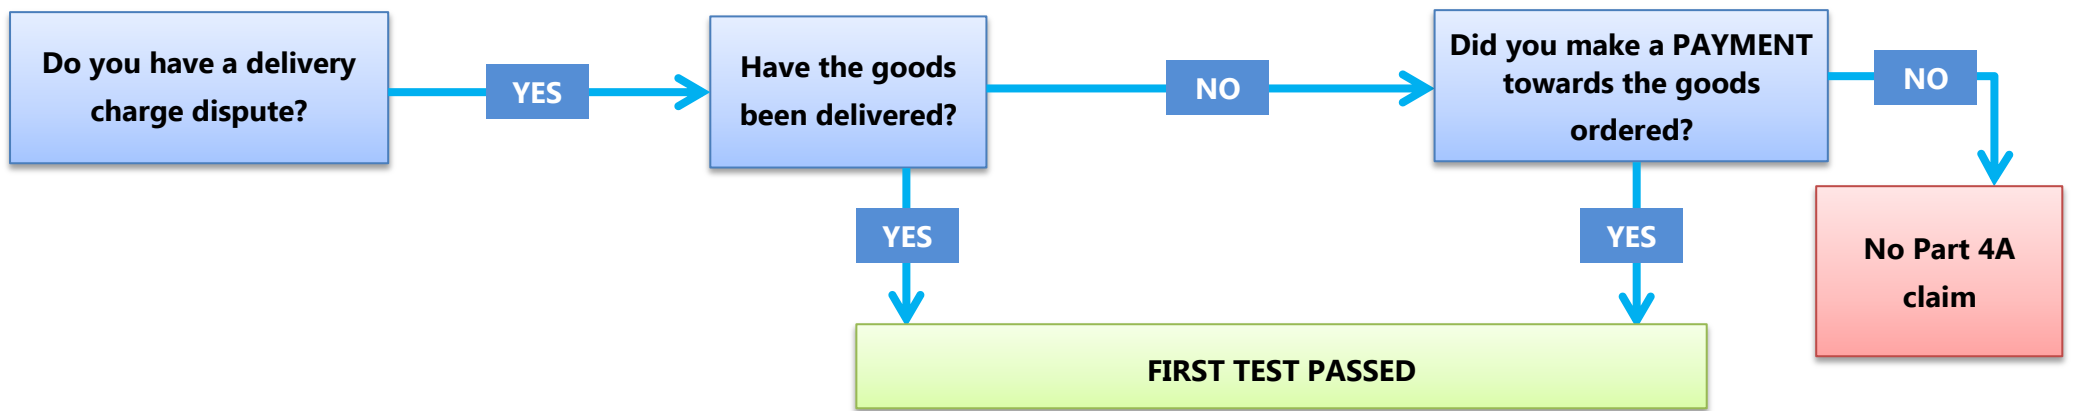 Do you have a delivery
charge dispute?
YES
Have the goods
been delivered?
NO
Did you make a PAYMENT
towards the goods
ordered?
NO
YES
YES
No Part 4A
claim
FIRST TEST PASSED